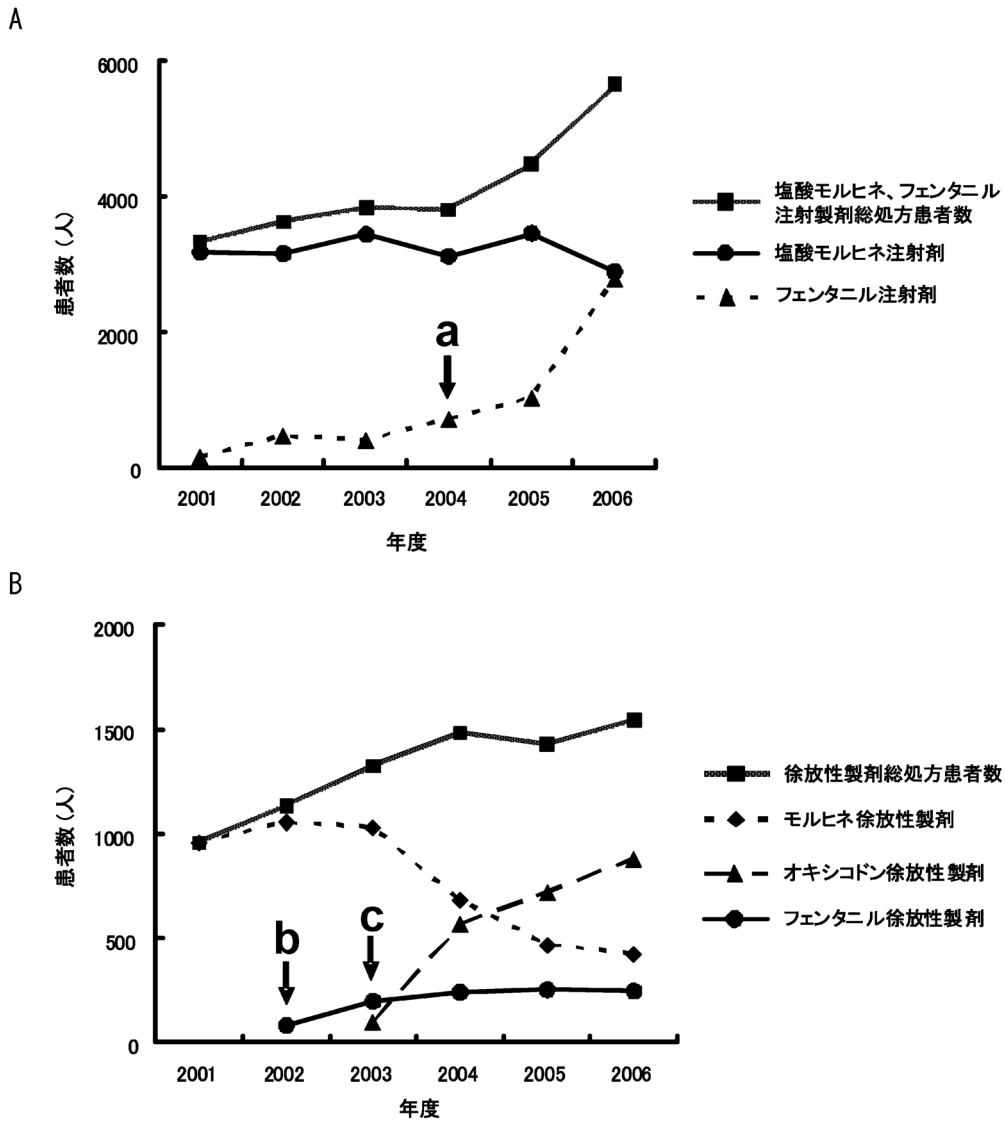 A
6000
4000
2000
0
患者数(人)
a
2001 2002 2003 2004 2005 2006
年度
塩酸モルヒネ、フェンタニル
注射製剤総処方患者数
塩酸モルヒネ注射剤
フェンタニル注射剤
B
2000
1500
1000
500
0
患者数(人)
b
c
2001 2002 2003 2004 2005 2006
年度
徐放性製剤総処方患者数
モルヒネ徐放性製剤
オキシコドン徐放性製剤
フェンタニル徐放性製剤